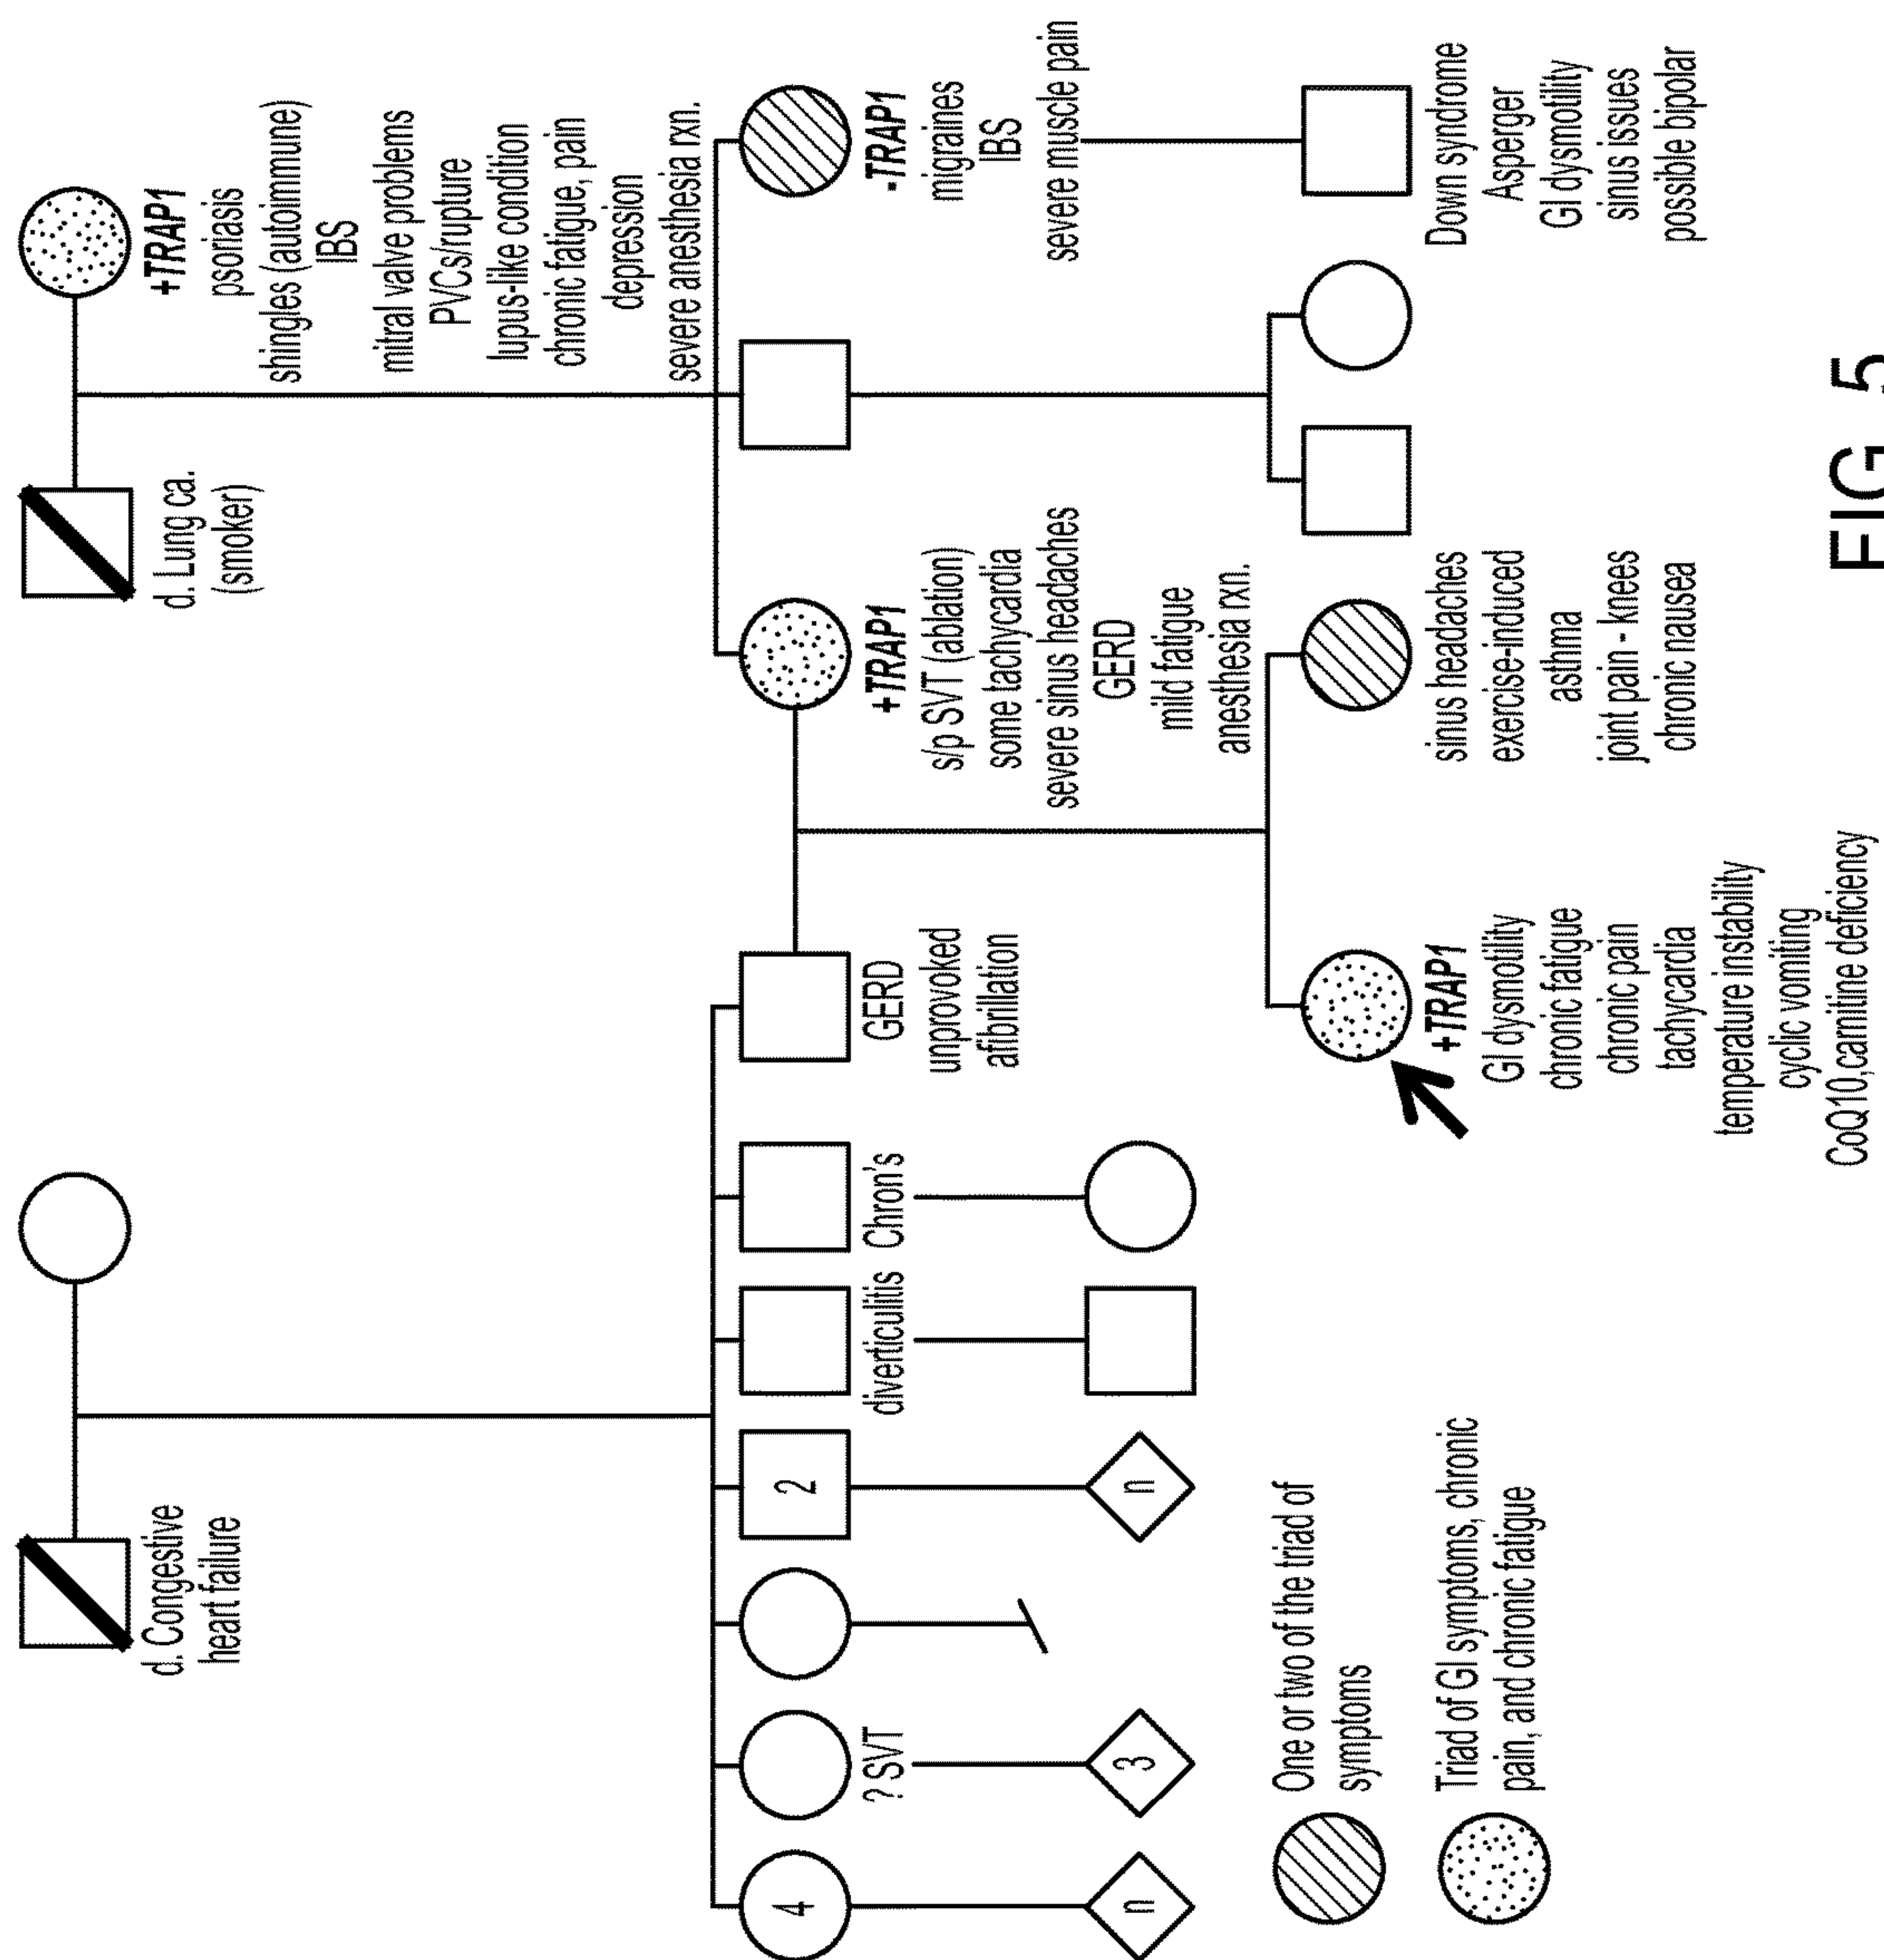 d. Congestive
heart failure
d. Lung ca.
(smoker)
+TRAP1
psoriasis
shingles (autoimmune)
IBS
mitral valve problems
PVCs/rupture
lupus-like condition
chronic fatigue, pain
depression
severe anesthesia rxn.
4
? SVT
2
diverticulitis
Chron's
GERD
unprovoked
afibrillation
+TRAP1
s/p SVT (ablation)
some tachycardia
severe sinus headaches
GERD
mild fatigue
anesthesia rxn.
-TRAP1
migraines
IBS
severe muscle pain
n
3
n
+TRAP1
GI dysmotility
chronic fatigue
chronic pain
tachycardia
temperature instability
cyclic vomiting
CoQ10,carnitine deficiency
sinus headaches
exercise-induced
asthma
joint pain - knees
chronic nausea
Down syndrome
Asperger
GI dysmotility
sinus issues
possible bipolar
One or two of the triad of
symptoms
Triad of GI symptoms, chronic
pain, and chronic fatigue
FIG. 5